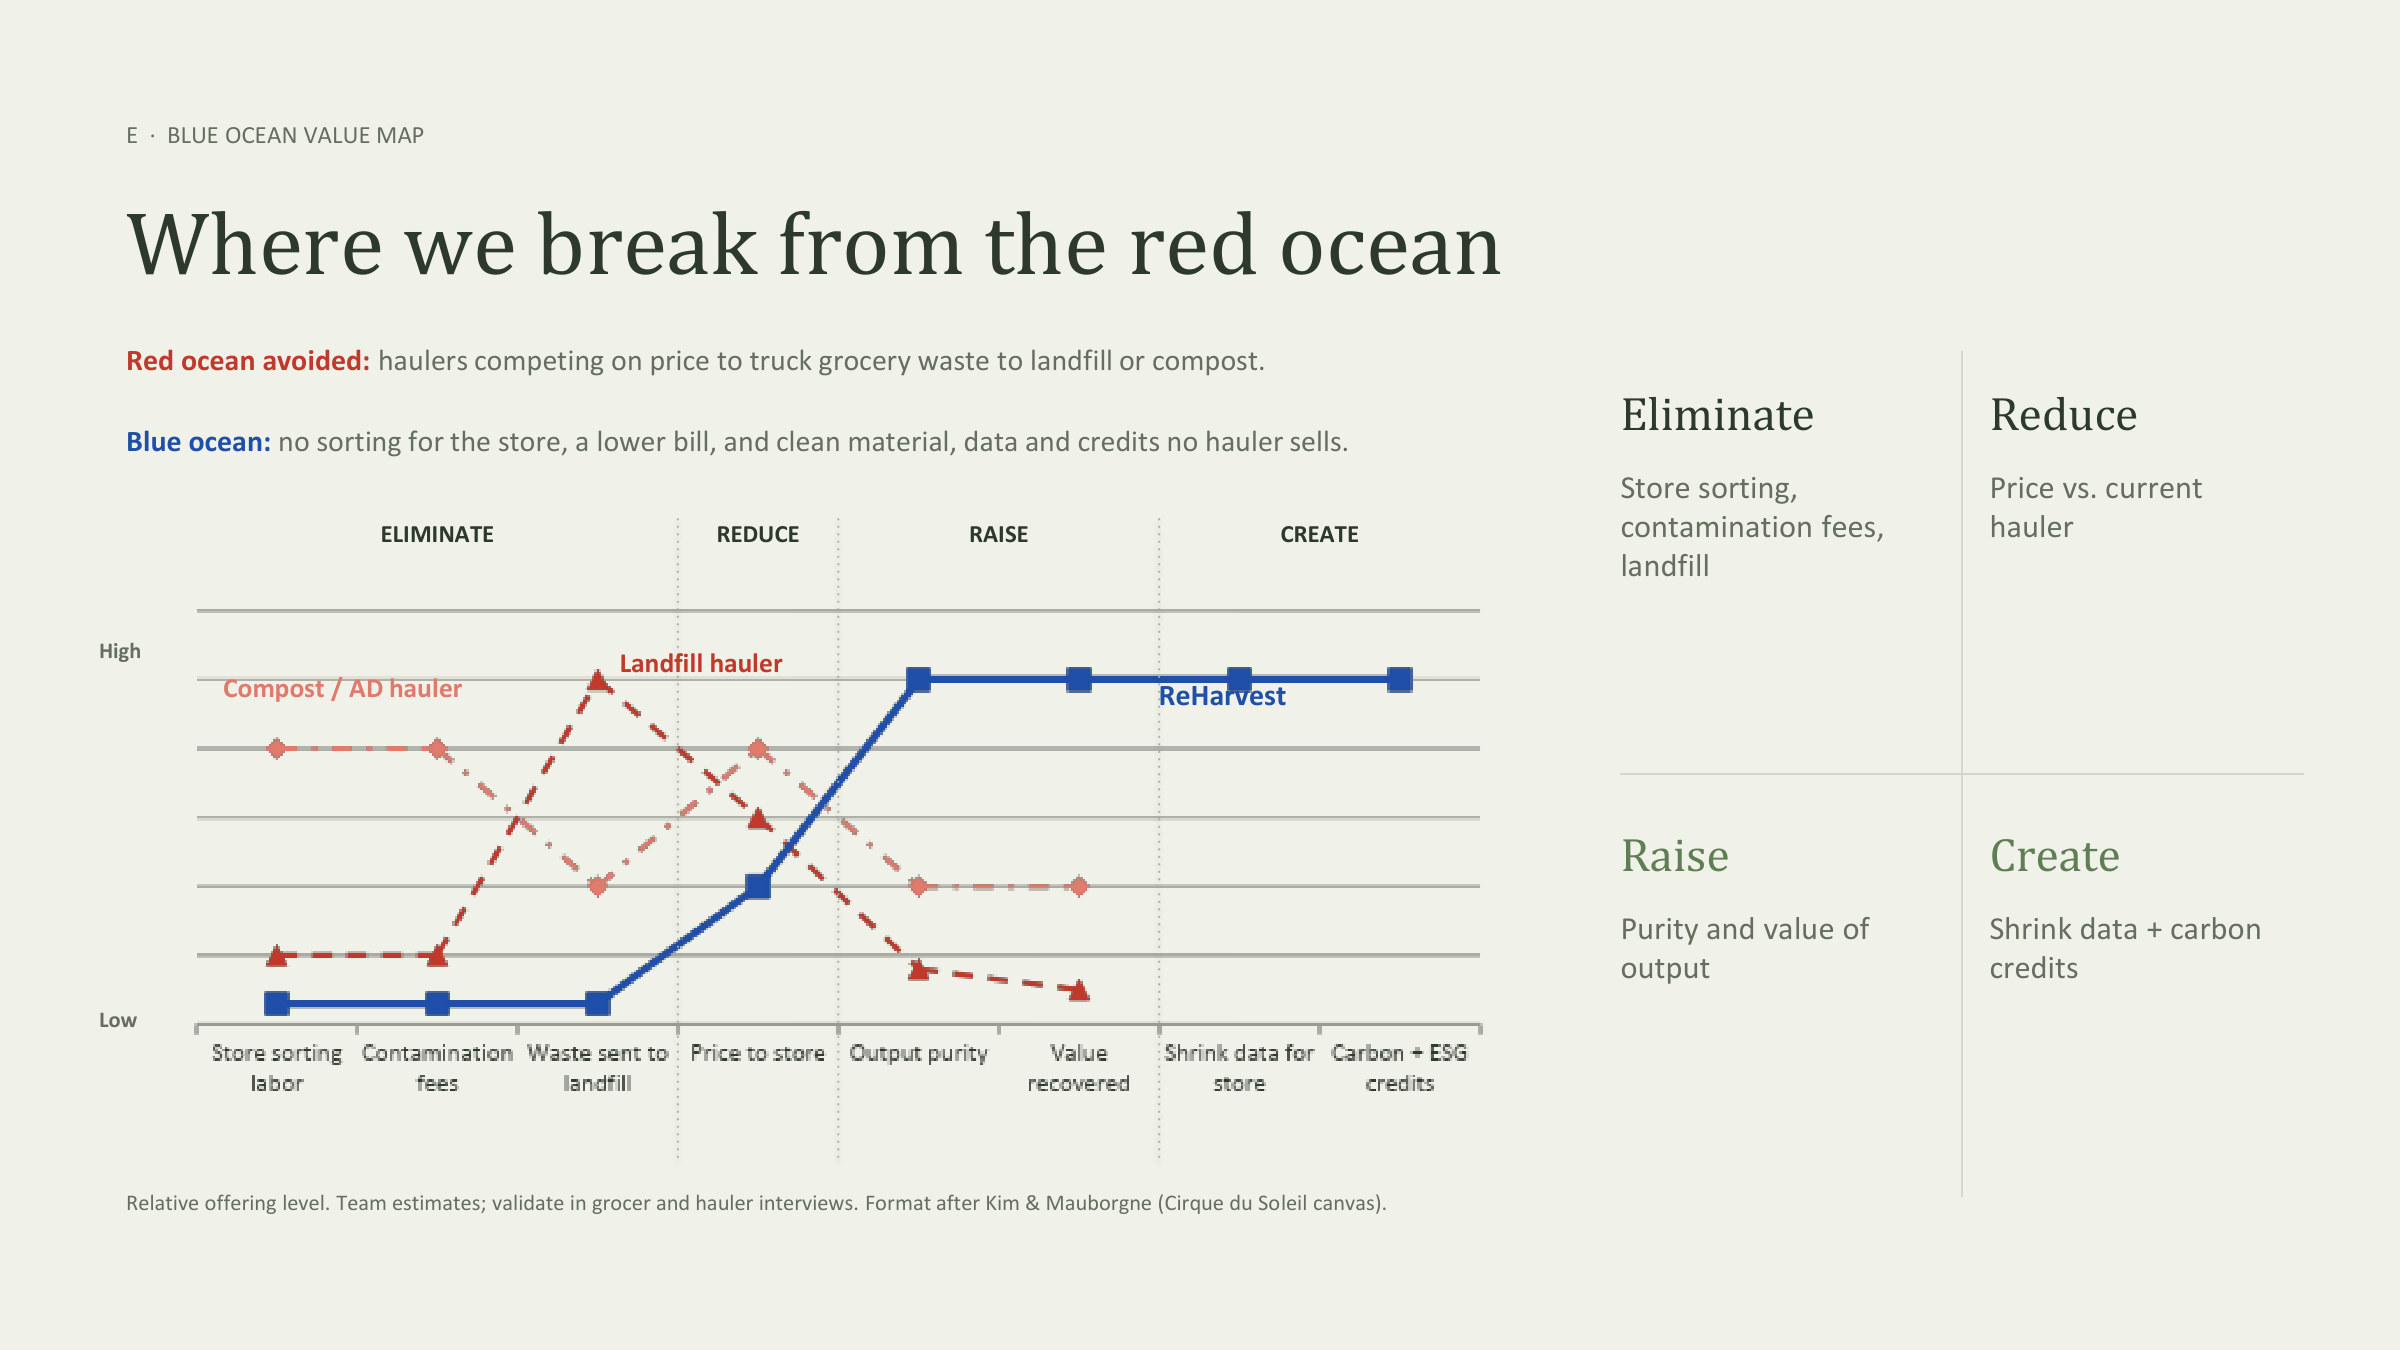 E · BLUE OCEAN VALUE MAP
Where we break from the red ocean
Red ocean avoided: haulers competing on price to truck grocery waste to landfill or compost.
Blue ocean: no sorting for the store, a lower bill, and clean material, data and credits no hauler sells.
ELIMINATE
REDUCE
RAISE
CREATE
High
Landfill hauler
Compost / AD hauler
ReHarvest
Low
Store sorting
labor
Contamination
fees
Waste sent to
landfill
Price to store
Output purity
Value
recovered
Shrink data for
store
Carbon + ESG
credits
Relative offering level. Team estimates; validate in grocer and hauler interviews. Format after Kim & Mauborgne (Cirque du Soleil canvas).
Eliminate
Store sorting,
contamination fees,
landfill
Reduce
Price vs. current
hauler
Raise
Purity and value of
output
Create
Shrink data + carbon
credits